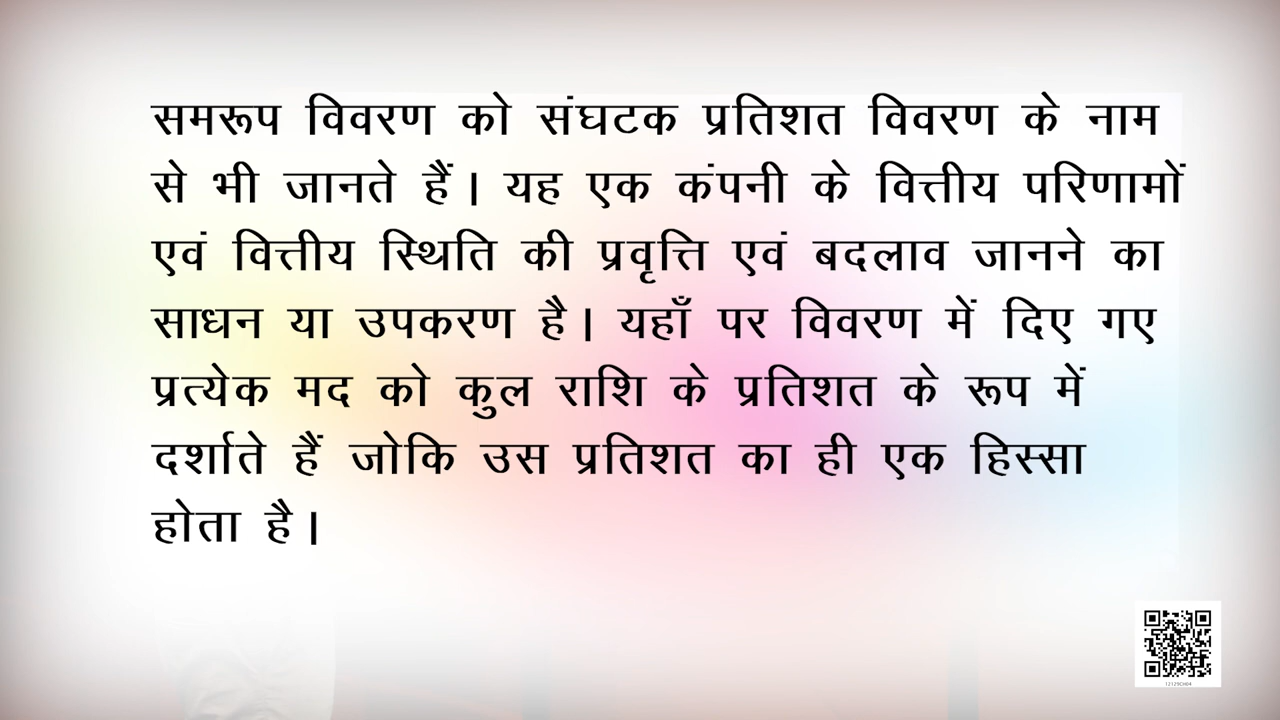 समरूप विवरण को संघटक प्रतिशत विवरण के नाम
से भी जानते हैं। यह एक कंपनी के वित्तीय परिणामों
एवं वित्तीय स्थिति की प्रवृत्ति एवं बदलाव जानने का
साधन या उपकरण है। यहाँ पर विवरण में दिए गए
प्रत्येक मद को कुल राशि के प्रतिशत के रूप में
दर्शाते हैं जोकि उस प्रतिशत का ही एक हिस्सा
होता है।